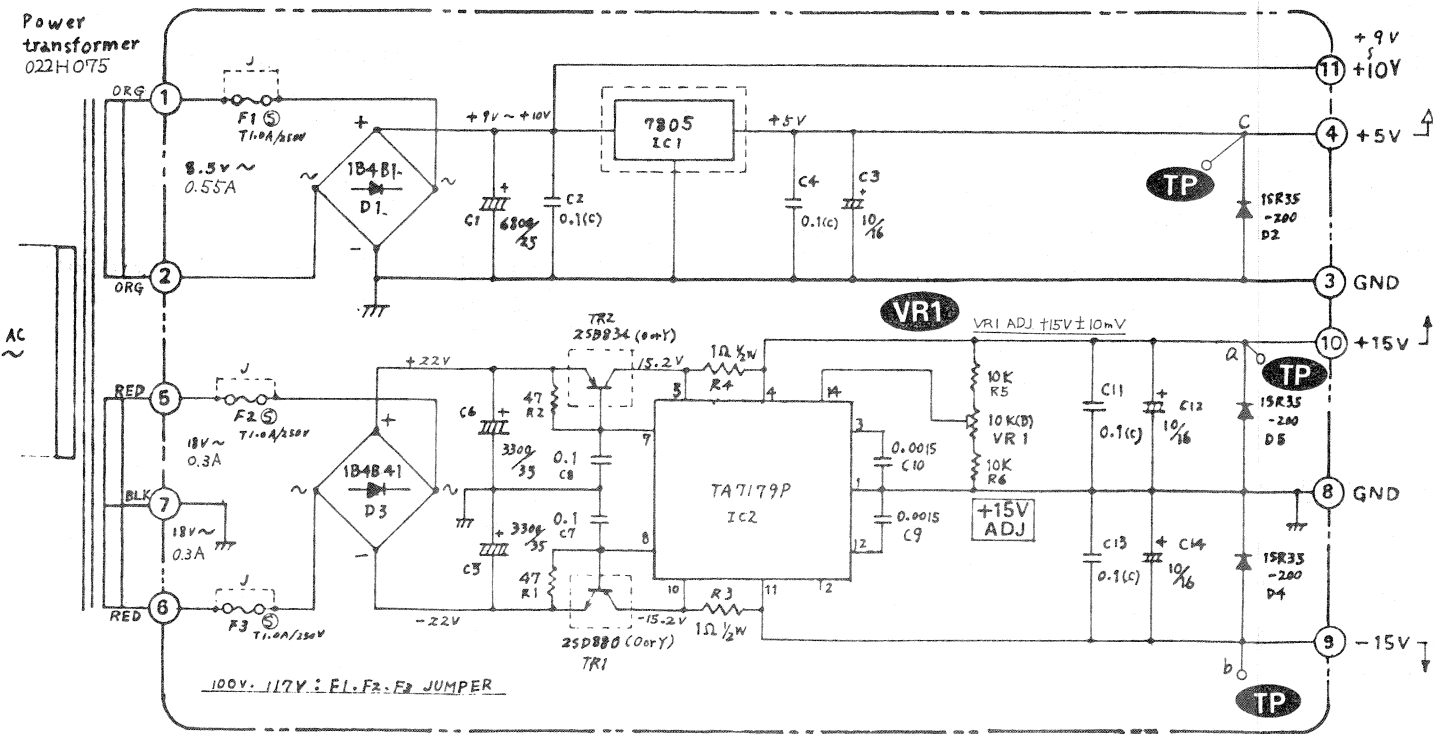 Power
transformer
022H075
AC
~
ORG
1
J
F1 Ⓢ
T1.0A/250V
8.5V~
0.55A
2
ORG
+
-
~
~
1B4B1
D1
+9V~+10V
C1
6800/25
C2
0.1(C)
7805
IC1
+5V
C4
0.1(C)
C3
10/16
C
TP
1SR35
-200
D2
+9V
~
11
+10V
4
+5V
3
GND
VR1
VR1 ADJ +15V±10mV
10
+15V
a
TP
RED
5
J
F2 Ⓢ
T1.0A/250V
18V~
0.3A
BLK
7
18V~
0.3A
6
RED
J
F3 Ⓢ
T1.0A/250V
+
-
~
~
1B4B41
D3
+22V
-22V
C6
3300/35
C5
3300/35
TR2
2SB834 (OorY)
47
R2
0.1
C8
0.1
C7
47
R1
2SD880 (OorY)
TR1
15.2V
-15.2V
1Ω ½W
R4
R3
1Ω ½W
5
4
14
7
3
1
8
12
10
11
2
TA7179P
IC2
0.0015
C10
0.0015
C9
10K
R5
10K(B)
VR1
10K
R6
+15V
ADJ
C11
0.1(C)
C12
10/16
1SR35
-200
D5
8
GND
C13
0.1(C)
C14
10/16
1SR35
-200
D4
9
-15V
b
TP
100V. 117V : F1. F2. F3 JUMPER